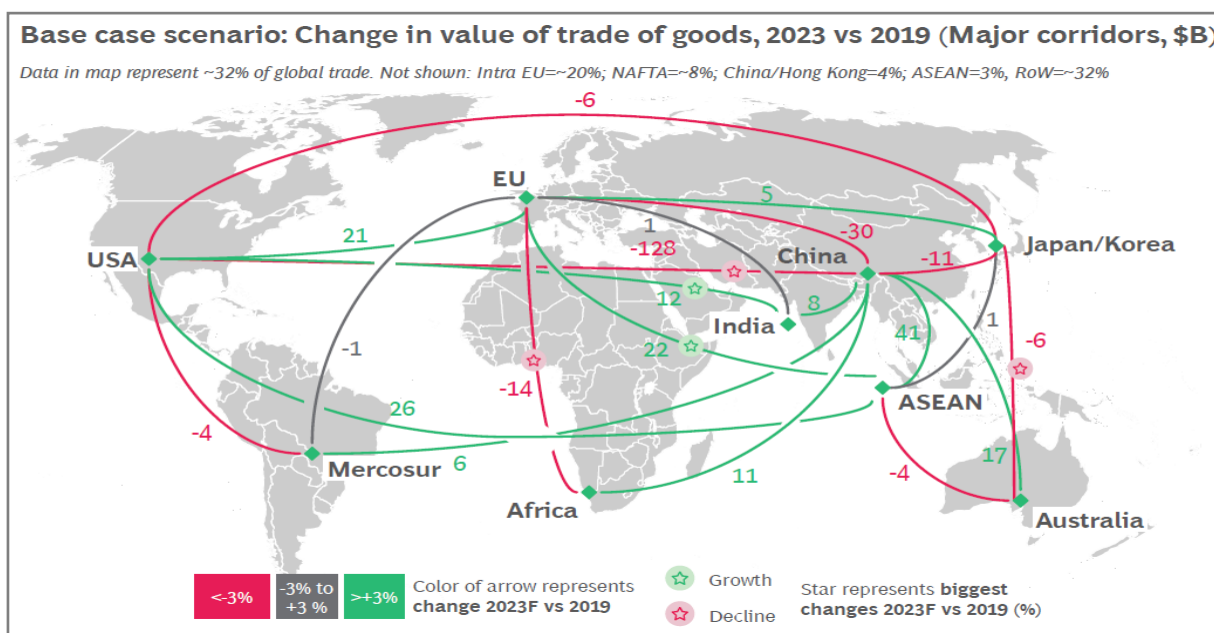 Base case scenario: Change in value of trade of goods, 2023 vs 2019 (Major corridors, $B)
Data in map represent ~32% of global trade. Not shown: Intra EU=~20%; NAFTA=~8%; China/Hong Kong=4%; ASEAN=3%, RoW=~32%
-6
EU
5
1
21
-30
-128
China
-11
Japan/Korea
USA
12
8
India
1
41
22
-6
-1
-14
ASEAN
26
-4
6
Mercosur
-4
17
11
Africa
Australia
<-3%
-3% to
+3 %
>+3%
Color of arrow represents
change 2023F vs 2019
Growth
Decline
Star represents biggest
changes 2023F vs 2019 (%)